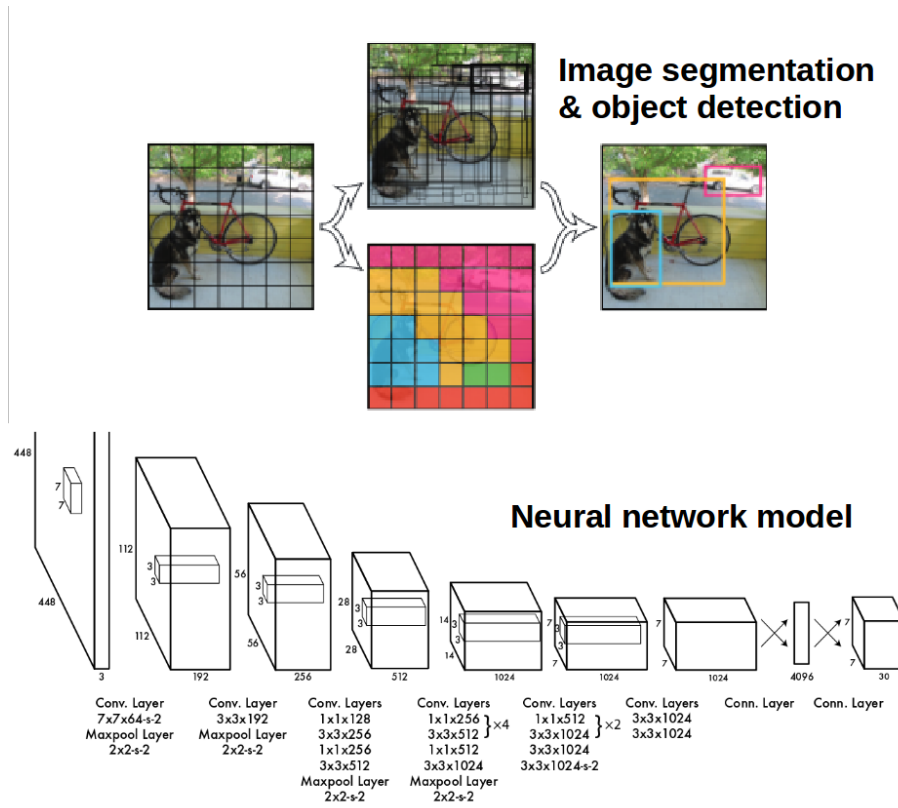 Image segmentation
& object detection
Neural network model
448
7
7
448
3
112
3
3
112
192
56
3
3
56
256
28
3
3
28
512
14
3
3
14
1024
7
3
3
7
1024
7
7
1024
4096
7
7
30
Conv. Layer
7x7x64-s-2
Maxpool Layer
2x2-s-2
Conv. Layer
3x3x192
Maxpool Layer
2x2-s-2
Conv. Layers
1x1x128
3x3x256
1x1x256
3x3x512
Maxpool Layer
2x2-s-2
Conv. Layers
1x1x256
3x3x512 }×4
1x1x512
3x3x1024
Maxpool Layer
2x2-s-2
Conv. Layers
1x1x512
3x3x1024 }×2
3x3x1024
3x3x1024-s-2
Conv. Layers
3x3x1024
3x3x1024
Conn. Layer
Conn. Layer